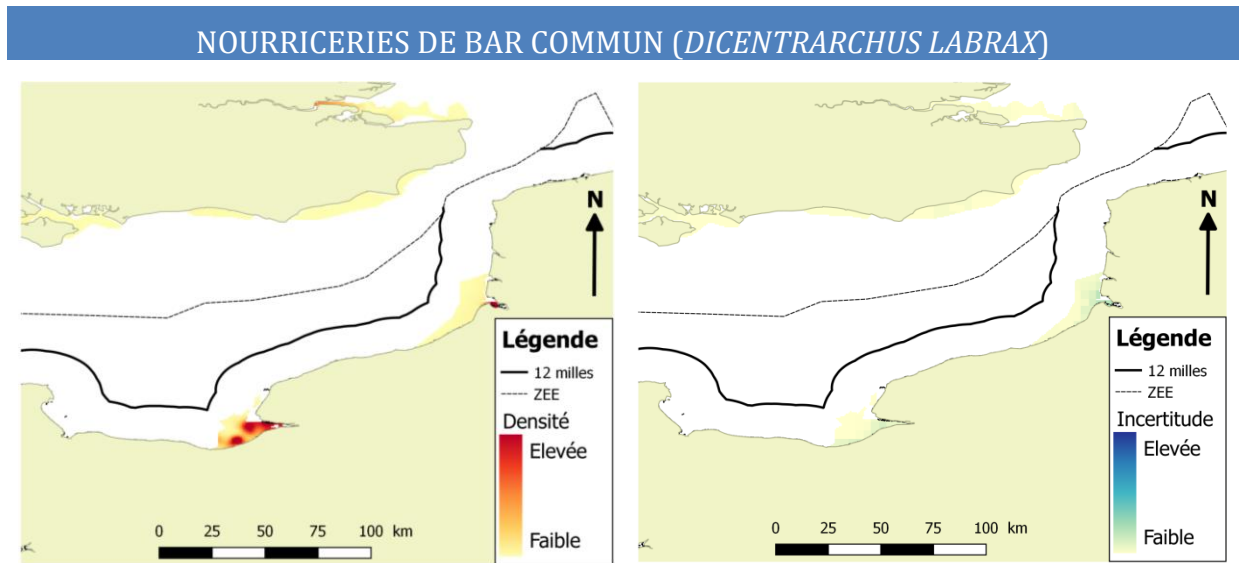 NOURRICERIES DE BAR COMMUN (DICENTRARCHUS LABRAX)
N
Légende
12 milles
ZEE
Densité
Elevée
Faible
0 25 50 75 100 km
N
Légende
12 milles
ZEE
Incertitude
Elevée
Faible
0 25 50 75 100 km